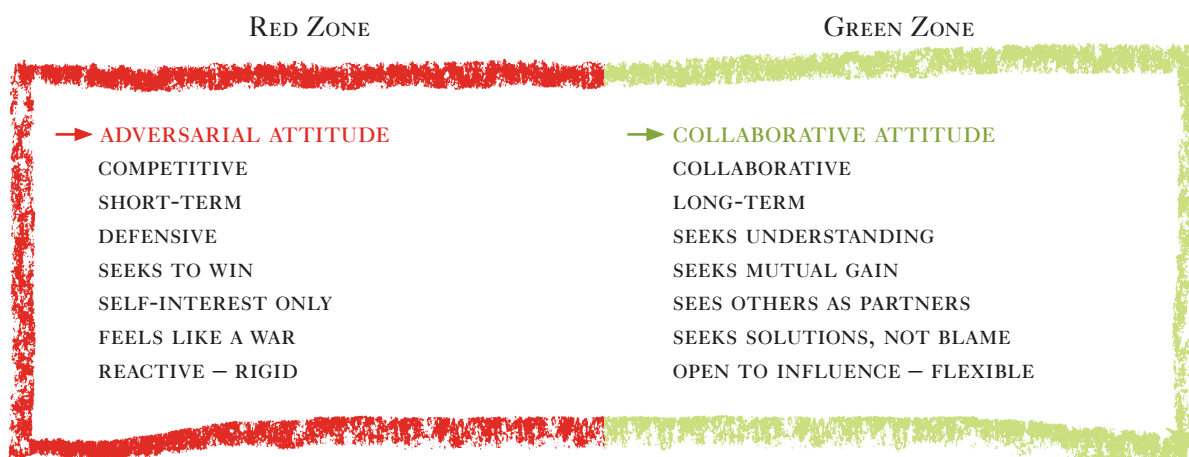 Red Zone
Green Zone
ADVERSARIAL ATTITUDE
COMPETITIVE
SHORT-TERM
DEFENSIVE
SEEKS TO WIN
SELF-INTEREST ONLY
FEELS LIKE A WAR
REACTIVE – RIGID
COLLABORATIVE ATTITUDE
COLLABORATIVE
LONG-TERM
SEEKS UNDERSTANDING
SEEKS MUTUAL GAIN
SEES OTHERS AS PARTNERS
SEEKS SOLUTIONS, NOT BLAME
OPEN TO INFLUENCE – FLEXIBLE